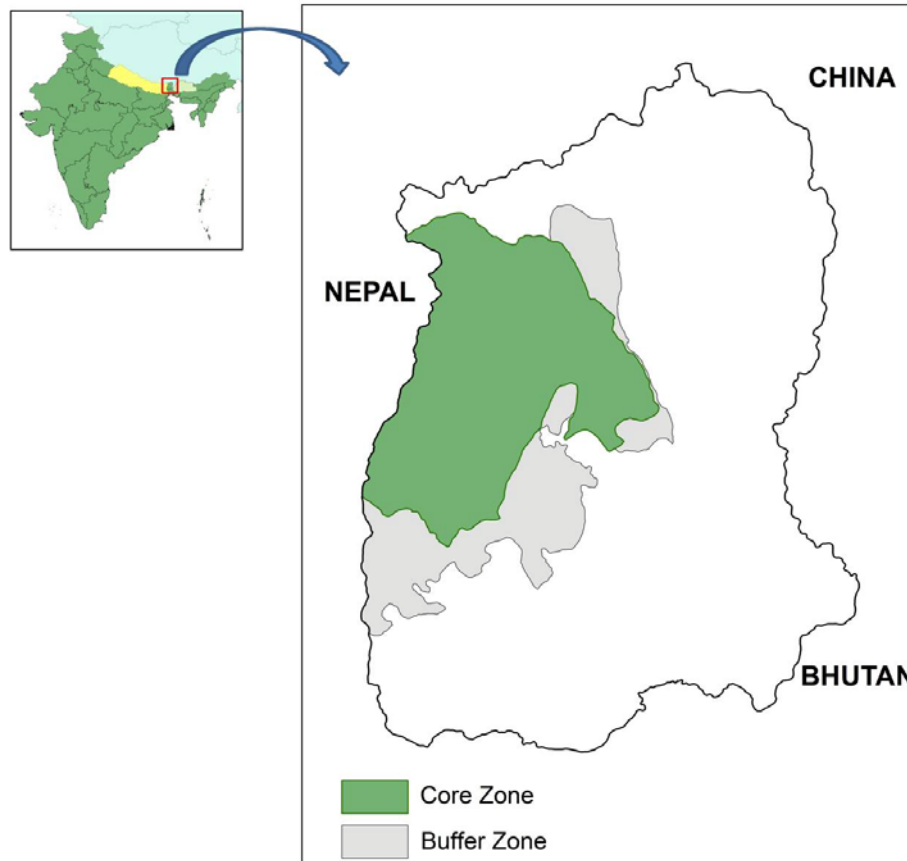 CHINA
NEPAL
BHUTAN
Core Zone
Buffer Zone